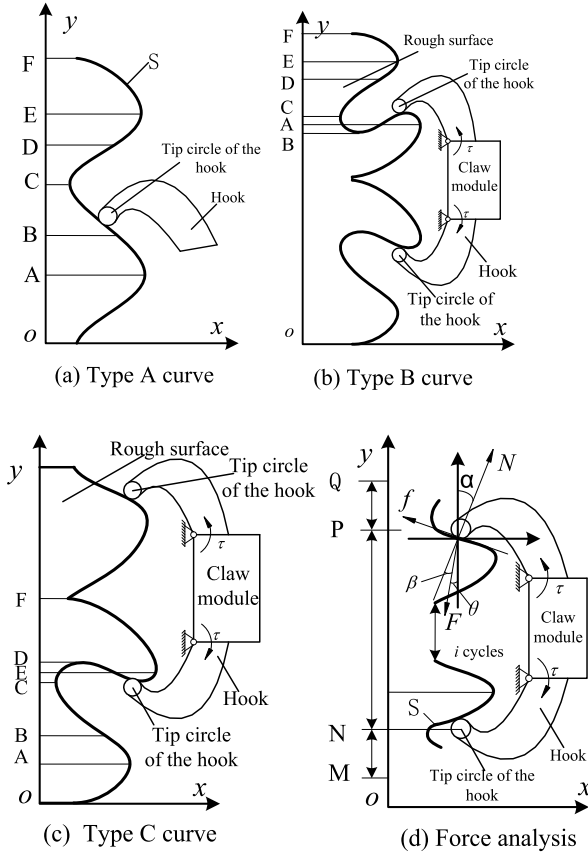 y
F
S
E
D
Tip circle of the
hook
C
Hook
B
A
o
x
(a) Type A curve
y
F
Rough surface
Tip circle
of the hook
E
D
C
A
B
τ
Claw
module
τ
Hook
Tip circle of
the hook
o
x
(b) Type B curve
y
Rough surface
Tip circle
of the hook
τ
Claw
module
F
τ
D
E
C
Hook
B
Tip circle
of the hook
A
o
x
(c) Type C curve
y
Q
N
α
f
P
β
θ
F
τ
Claw
module
i cycles
τ
S
N
Hook
M
Tip circle of the
hook
o
x
(d) Force analysis